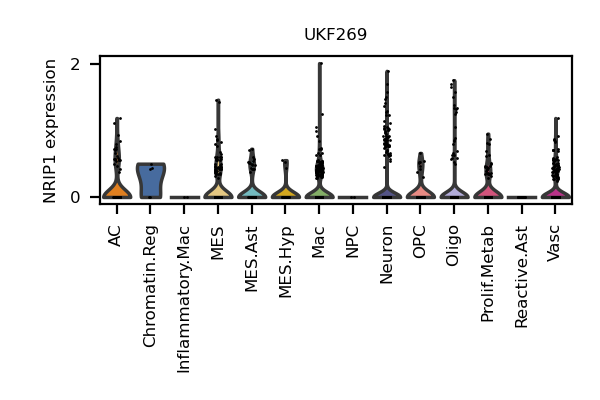 UKF269
NRIP1 expression
2
0
AC
Chromatin.Reg
Inflammatory.Mac
MES
MES.Ast
MES.Hyp
Mac
NPC
Neuron
OPC
Oligo
Prolif.Metab
Reactive.Ast
Vasc